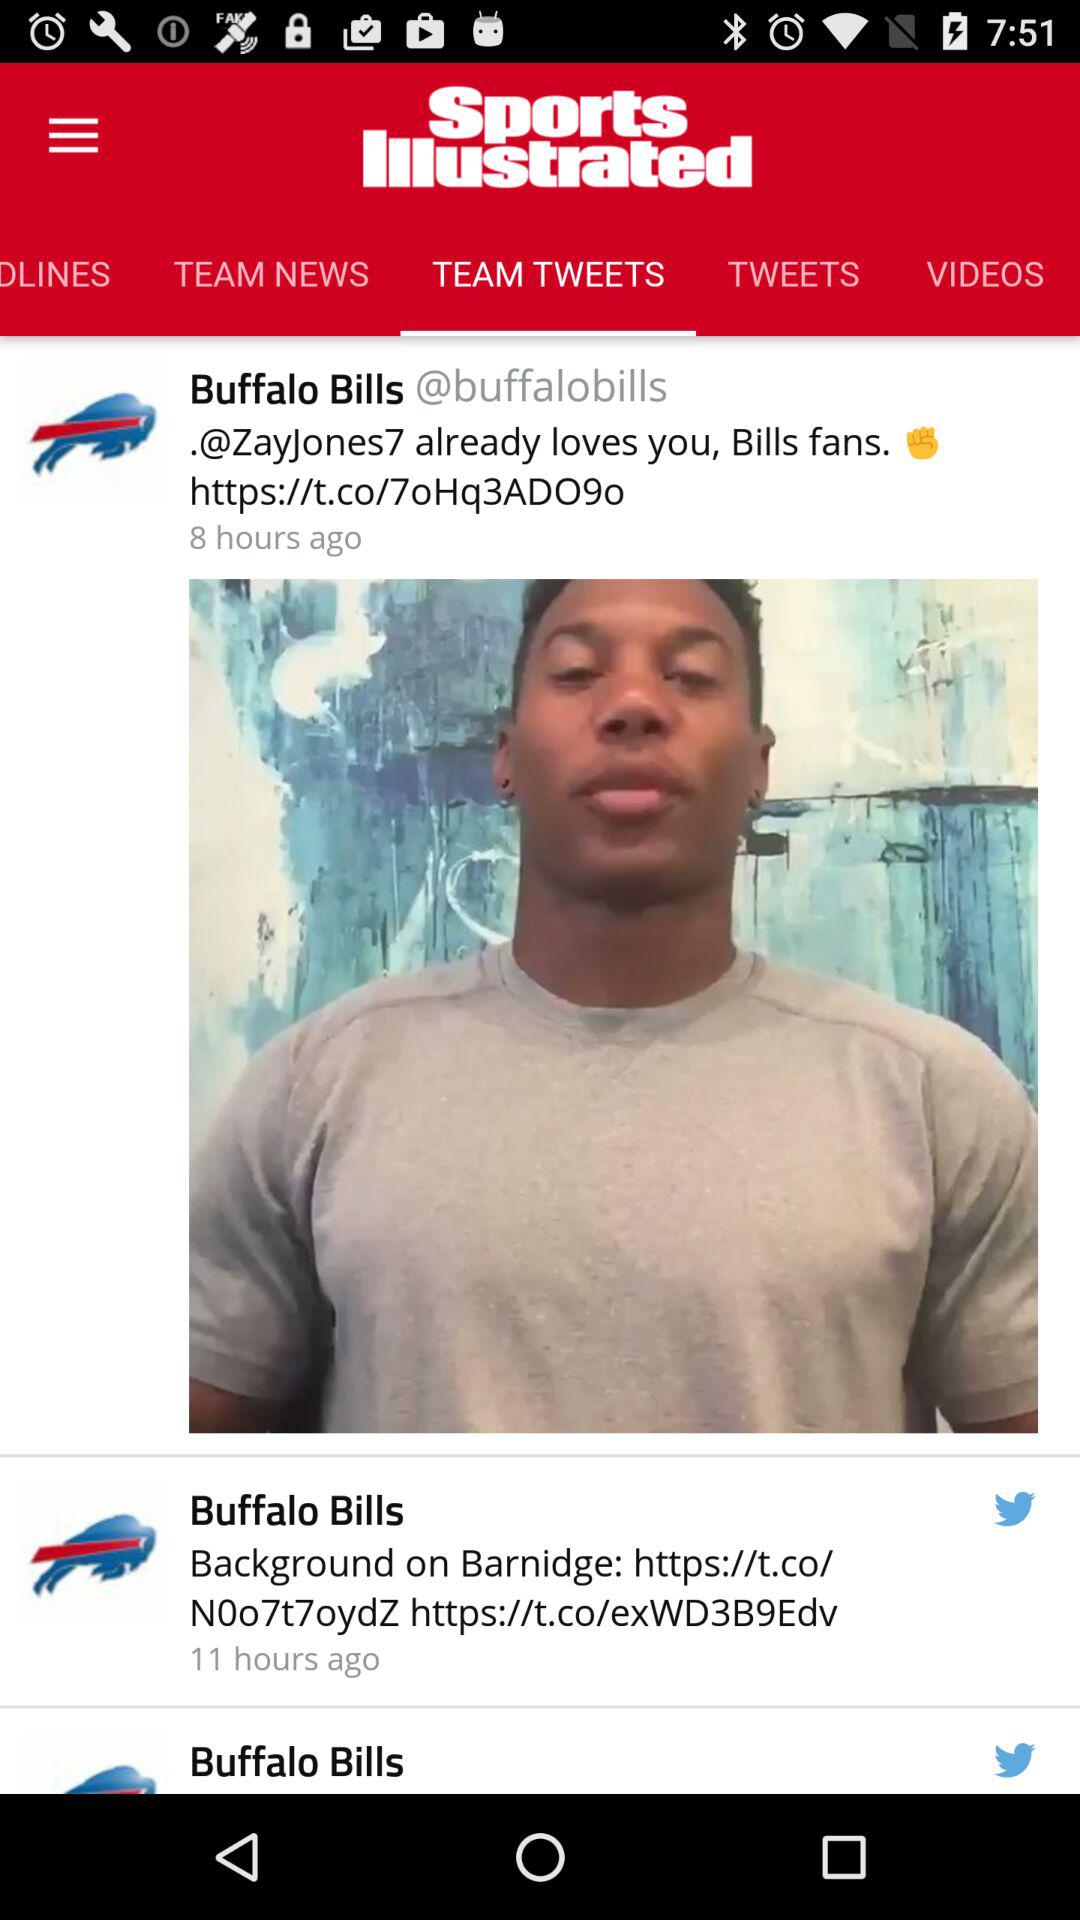 FAKE
7:51
Sports
Illustrated
DLINES TEAM NEWS TEAM TWEETS TWEETS VIDEOS
Buffalo Bills @buffalobills
.@ZayJones7 already loves you, Bills fans. ✊
https://t.co/7oHq3ADO9o
8 hours ago
Buffalo Bills
Background on Barnidge: https://t.co/
N0o7t7oydZ https://t.co/exWD3B9Edv
11 hours ago
Buffalo Bills